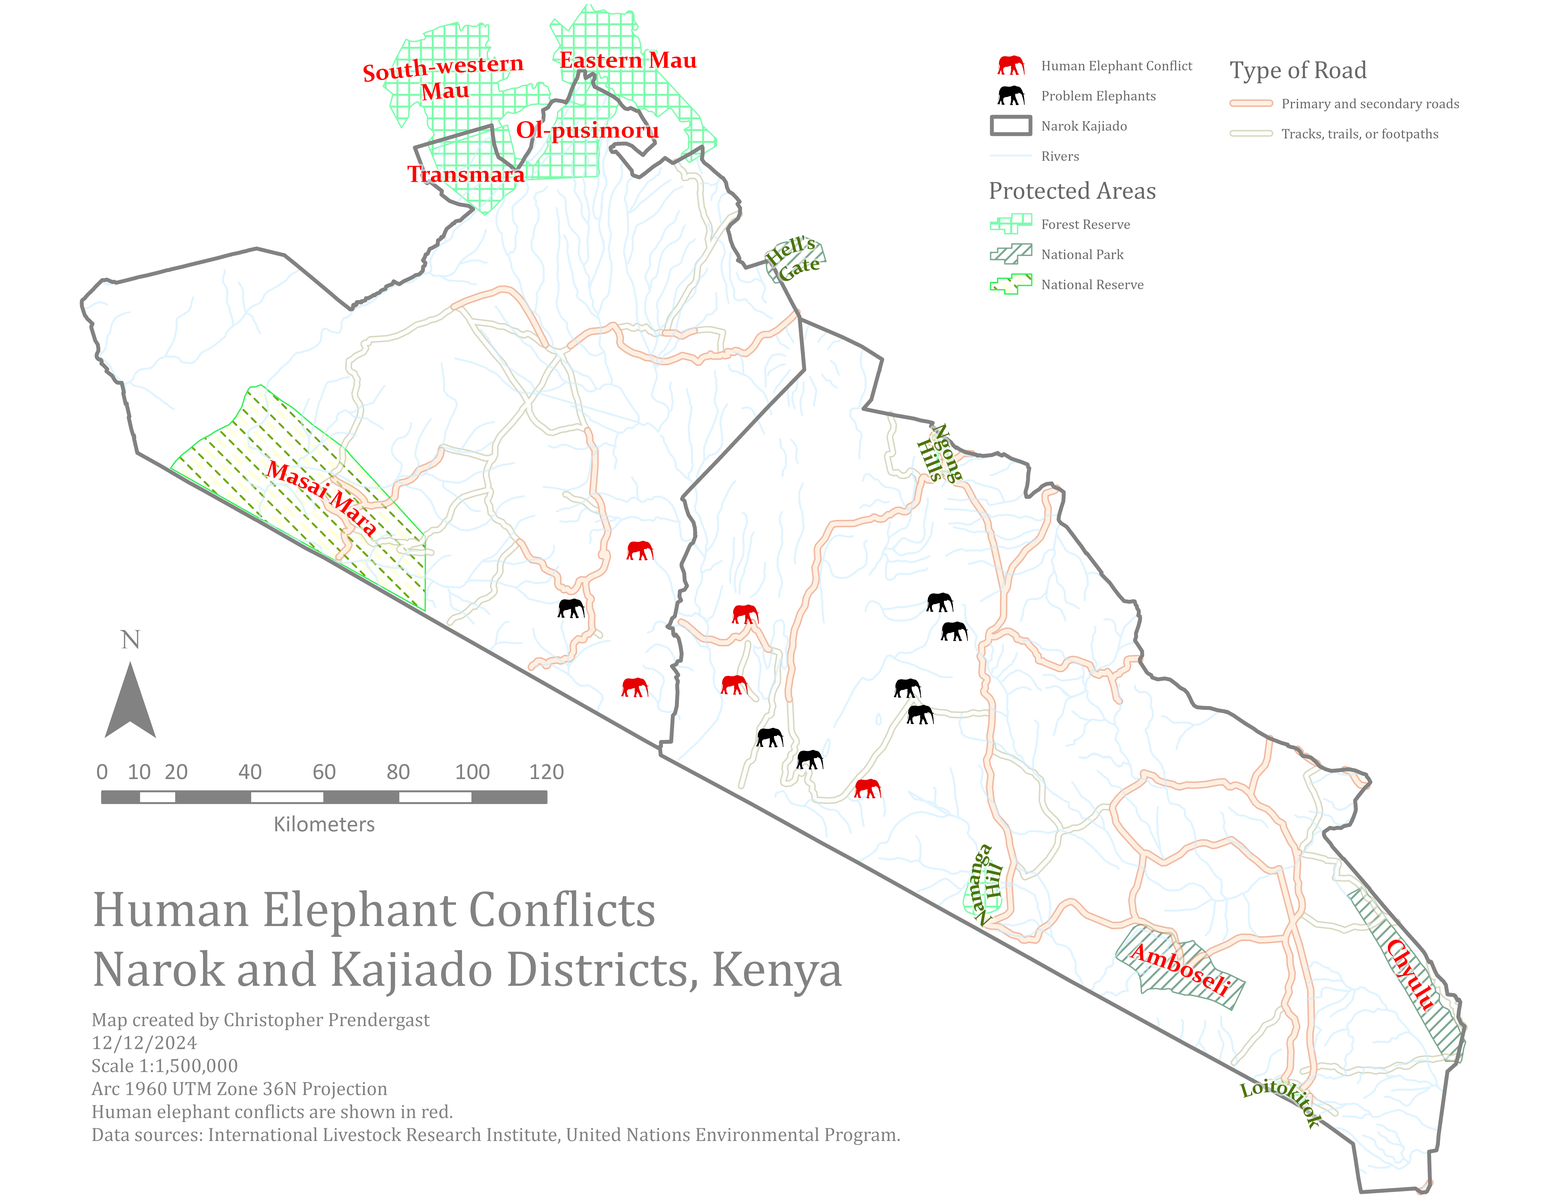 South-western
Mau
Eastern Mau
Ol-pusimoru
Transmara
Hell's
Gate
Human Elephant Conflict
Problem Elephants
Narok Kajiado
Rivers
Protected Areas
Forest Reserve
National Park
National Reserve
Type of Road
Primary and secondary roads
Tracks, trails, or footpaths
Ngong
Hills
Masai Mara
N
0 10 20 40 60 80 100 120
Kilometers
Namanga
Hill
Amboseli
Chyulu
Loitokitok
Human Elephant Conflicts
Narok and Kajiado Districts, Kenya
Map created by Christopher Prendergast
12/12/2024
Scale 1:1,500,000
Arc 1960 UTM Zone 36N Projection
Human elephant conflicts are shown in red.
Data sources: International Livestock Research Institute, United Nations Environmental Program.